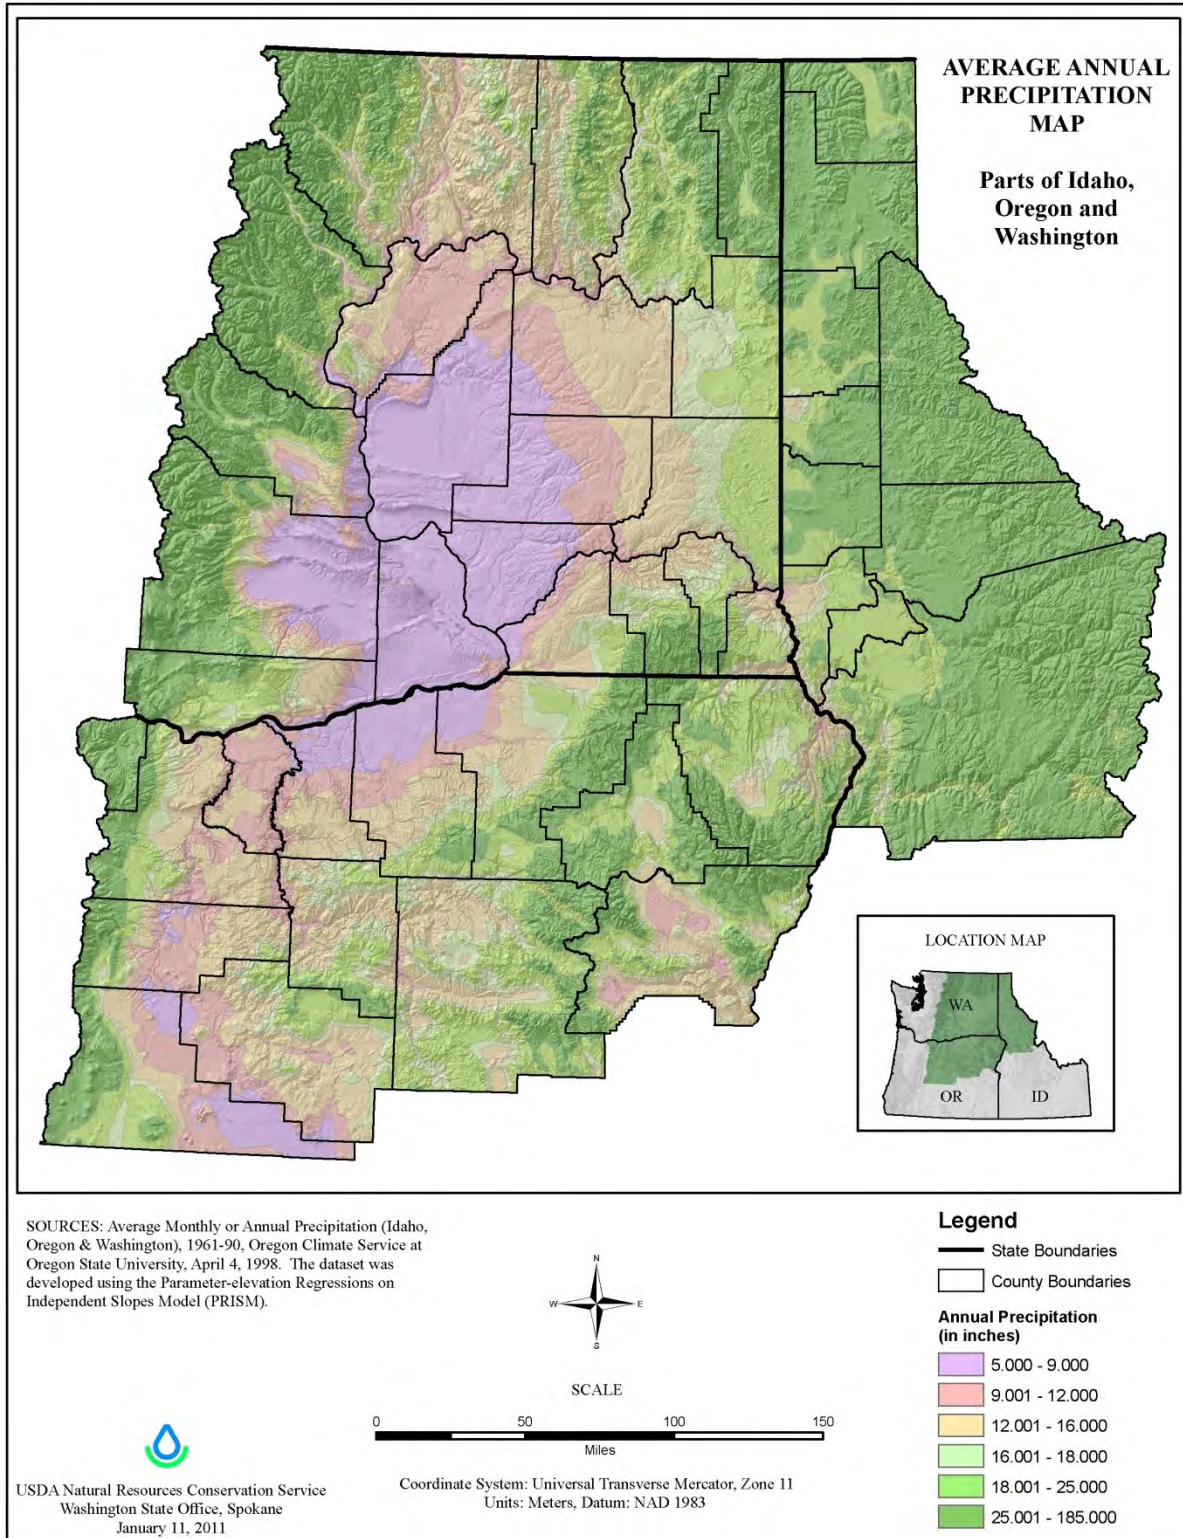 AVERAGE ANNUAL
PRECIPITATION
MAP
Parts of Idaho,
Oregon and
Washington
LOCATION MAP
WA
OR
ID
SOURCES: Average Monthly or Annual Precipitation (Idaho,
Oregon & Washington), 1961-90, Oregon Climate Service at
Oregon State University, April 4, 1998. The dataset was
developed using the Parameter-elevation Regressions on
Independent Slopes Model (PRISM).
N
W
E
S
SCALE
0
50
100
150
Miles
Coordinate System: Universal Transverse Mercator, Zone 11
Units: Meters, Datum: NAD 1983
USDA Natural Resources Conservation Service
Washington State Office, Spokane
January 11, 2011
Legend
State Boundaries
County Boundaries
Annual Precipitation
(in inches)
5.000 - 9.000
9.001 - 12.000
12.001 - 16.000
16.001 - 18.000
18.001 - 25.000
25.001 - 185.000